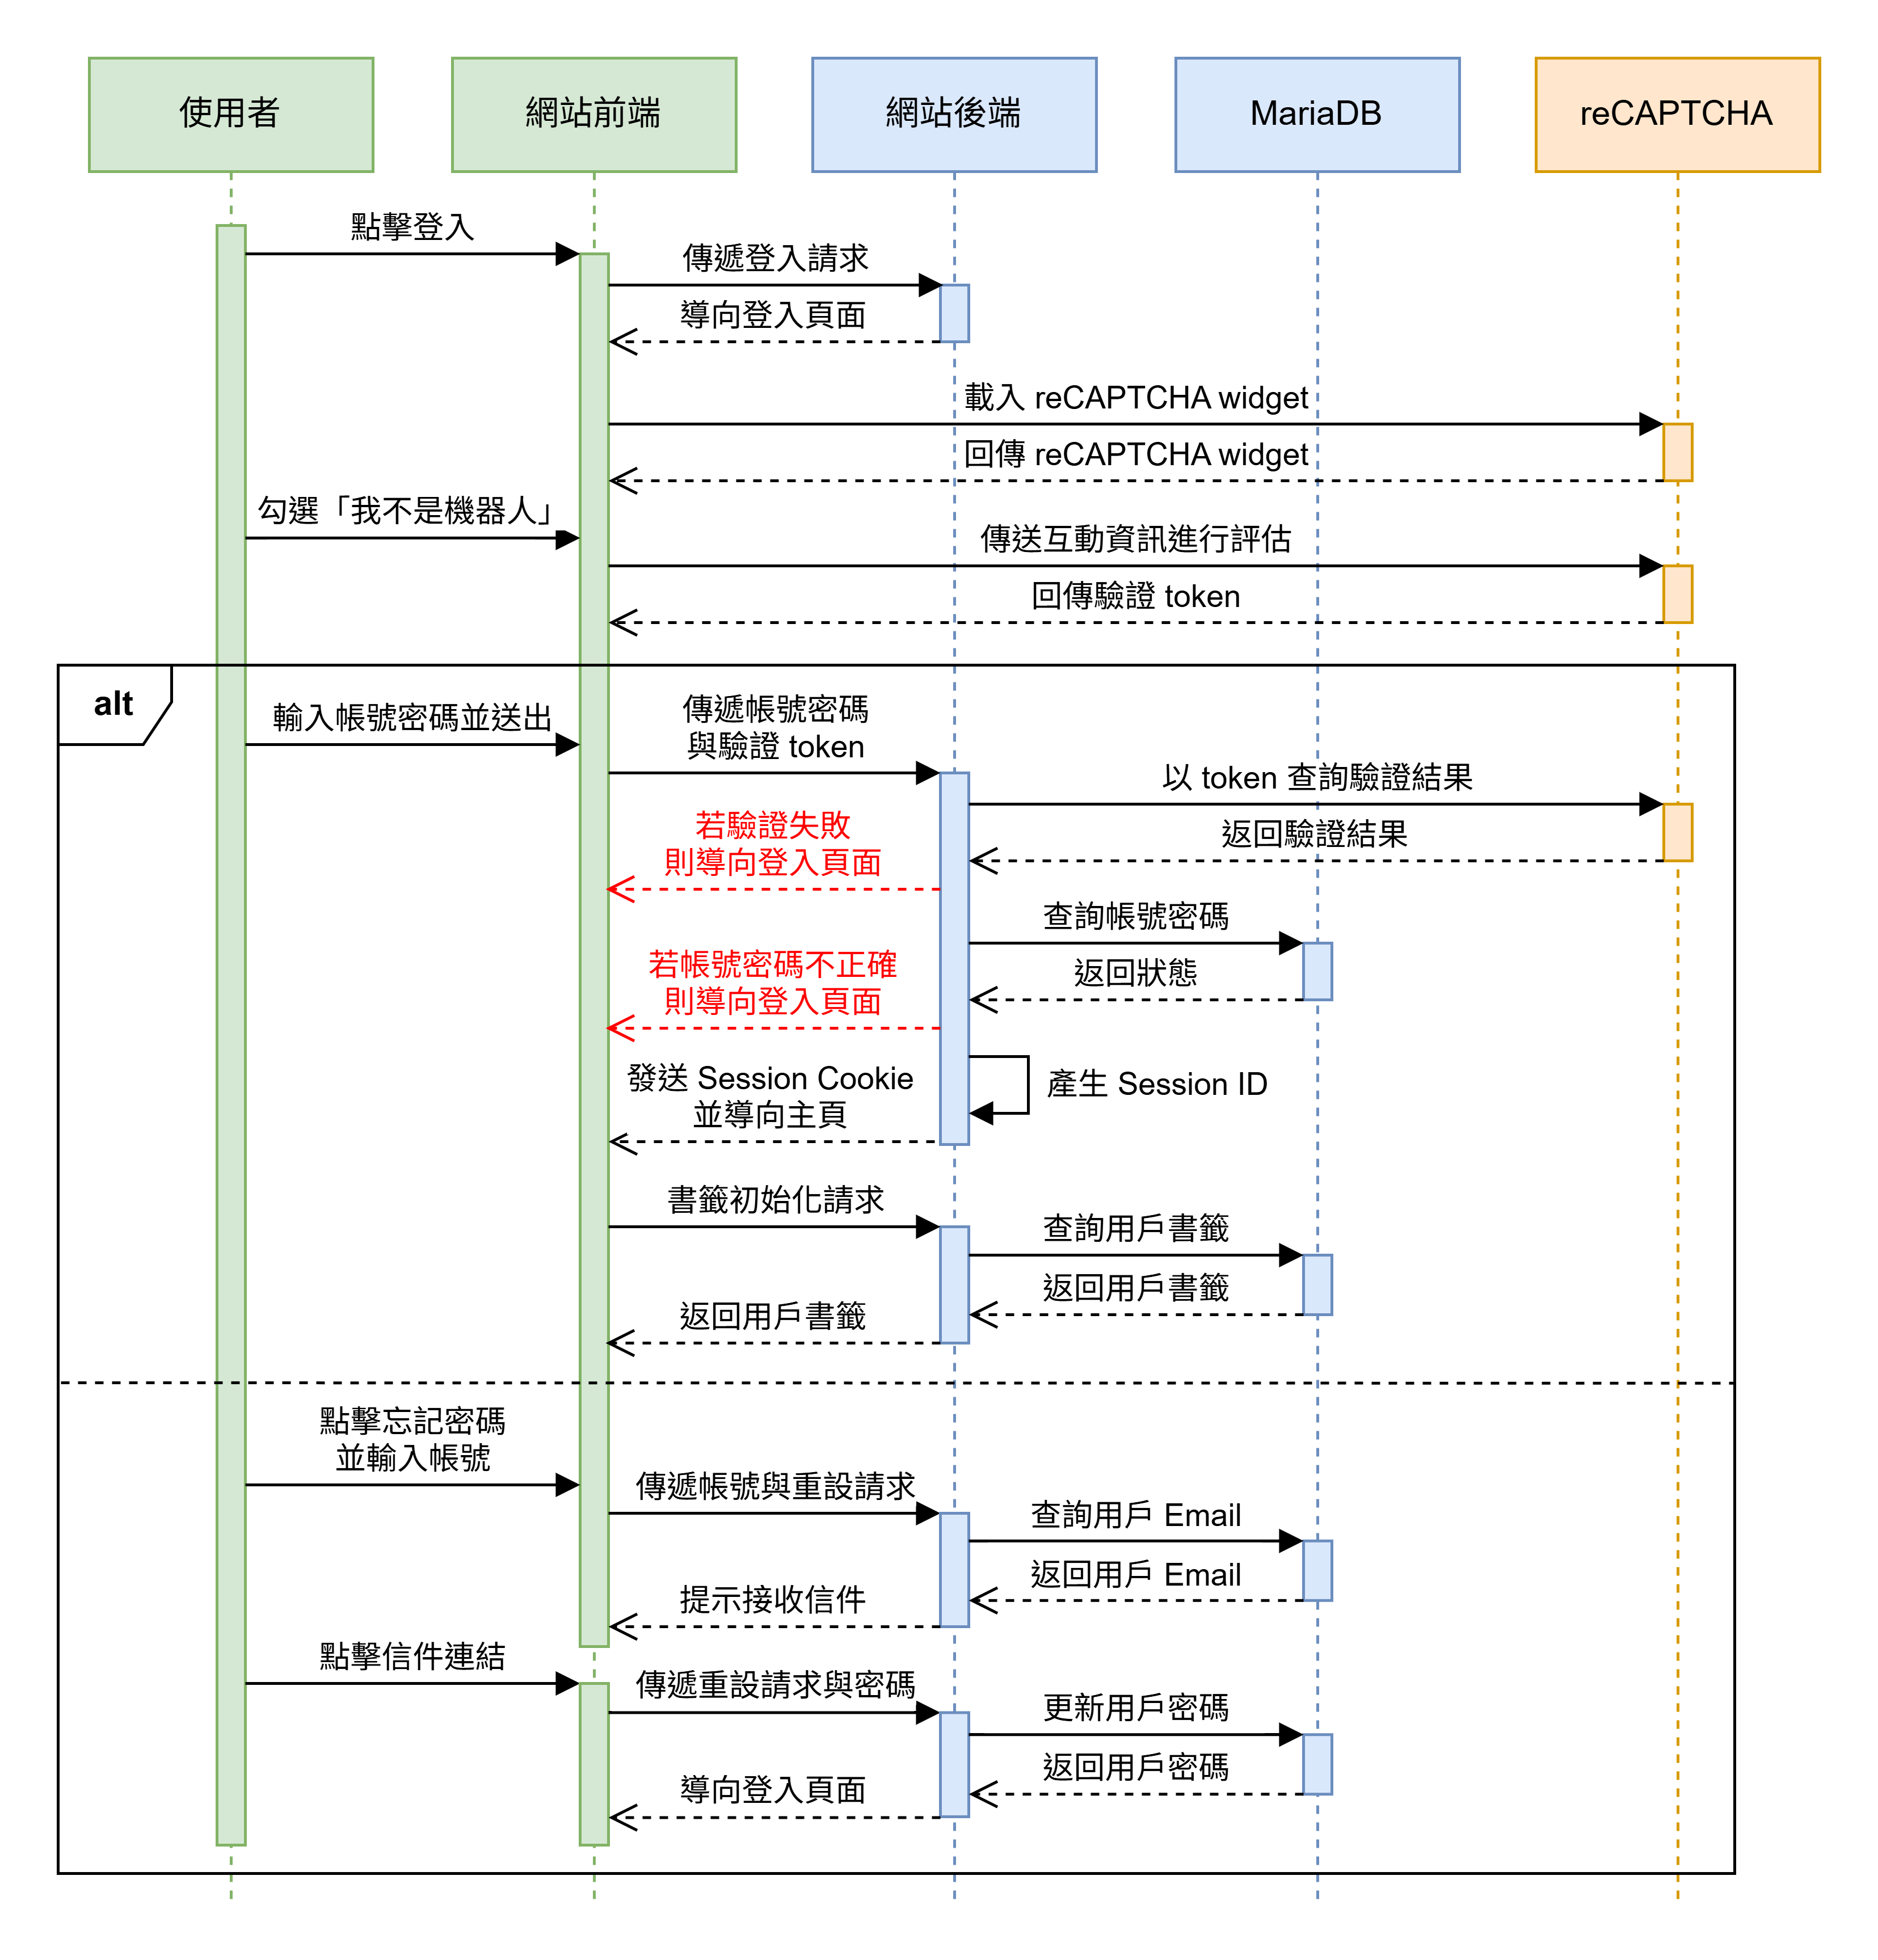 使用者
網站前端
網站後端
MariaDB
reCAPTCHA
點擊登入
傳遞登入請求
導向登入頁面
載入 reCAPTCHA widget
回傳 reCAPTCHA widget
勾選「我不是機器人」
傳送互動資訊進行評估
回傳驗證 token
alt
輸入帳號密碼並送出
傳遞帳號密碼
與驗證 token
以 token 查詢驗證結果
返回驗證結果
若驗證失敗
則導向登入頁面
查詢帳號密碼
返回狀態
若帳號密碼不正確
則導向登入頁面
產生 Session ID
發送 Session Cookie
並導向主頁
書籤初始化請求
查詢用戶書籤
返回用戶書籤
返回用戶書籤
點擊忘記密碼
並輸入帳號
傳遞帳號與重設請求
查詢用戶 Email
返回用戶 Email
提示接收信件
點擊信件連結
傳遞重設請求與密碼
更新用戶密碼
返回用戶密碼
導向登入頁面